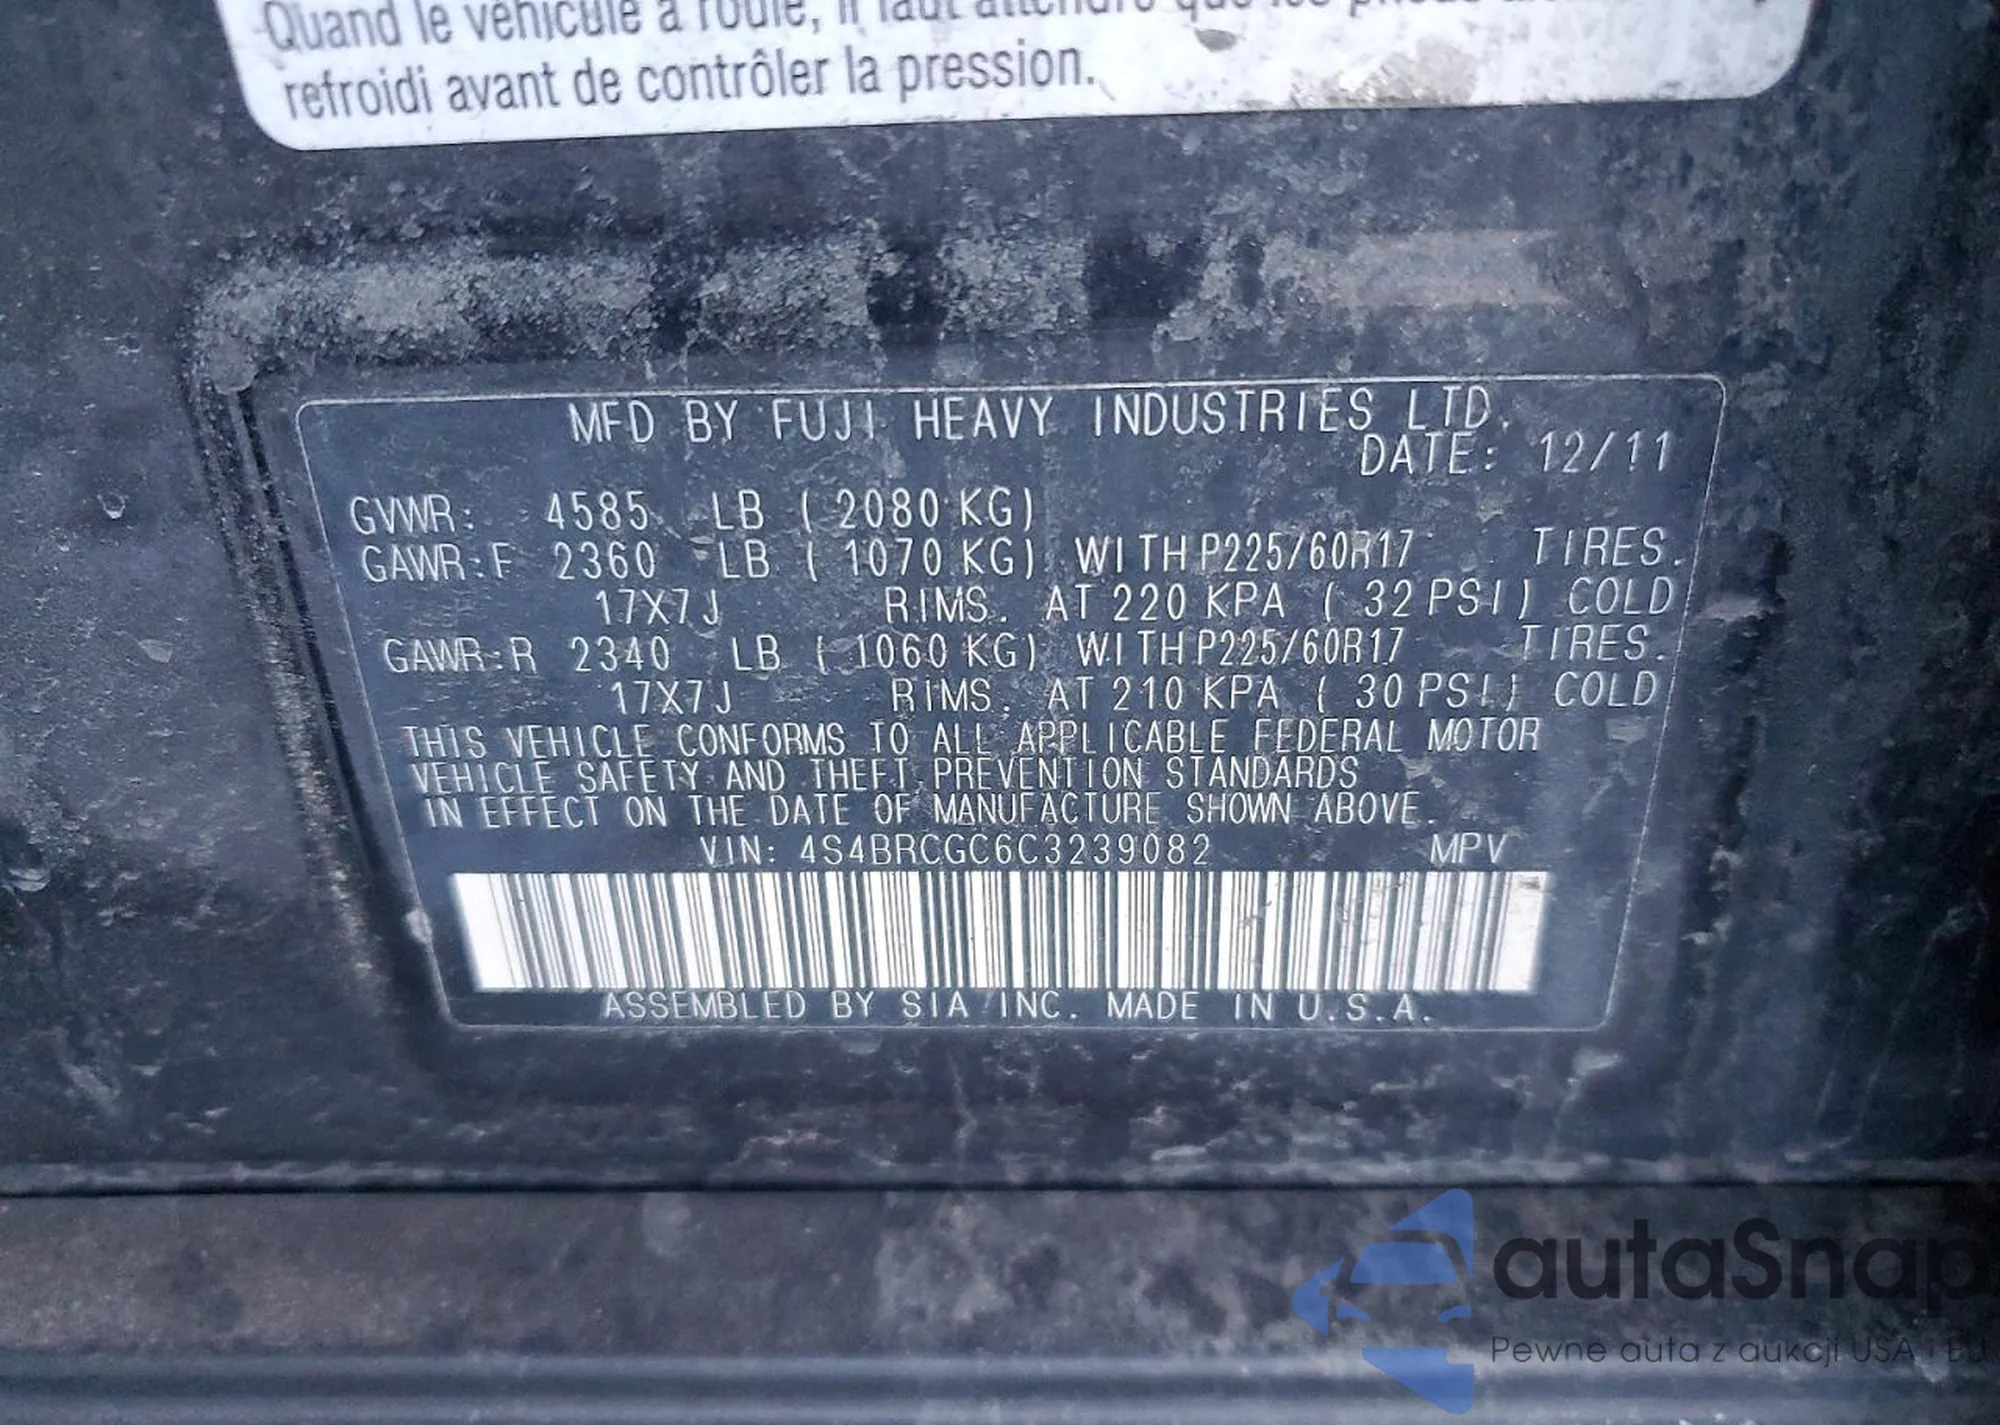 Quand le véhicule a roulé, il faut attendre que les pneus
refroidi avant de contrôler la pression.
MFD BY FUJI HEAVY INDUSTRIES LTD.
DATE: 12/11
GVWR: 4585 LB ( 2080 KG)
GAWR:F 2360 LB ( 1070 KG) WITH P225/60R17 TIRES.
17X7J RIMS. AT 220 KPA ( 32 PSI) COLD
GAWR:R 2340 LB ( 1060 KG) WITH P225/60R17 TIRES.
17X7J RIMS. AT 210 KPA ( 30 PSI) COLD
THIS VEHICLE CONFORMS TO ALL APPLICABLE FEDERAL MOTOR
VEHICLE SAFETY AND THEFT PREVENTION STANDARDS
IN EFFECT ON THE DATE OF MANUFACTURE SHOWN ABOVE.
VIN: 4S4BRCGC6C3239082 MPV
ASSEMBLED BY SIA INC. MADE IN U.S.A.
autaSnap
Pewne auta z aukcji USA i EU